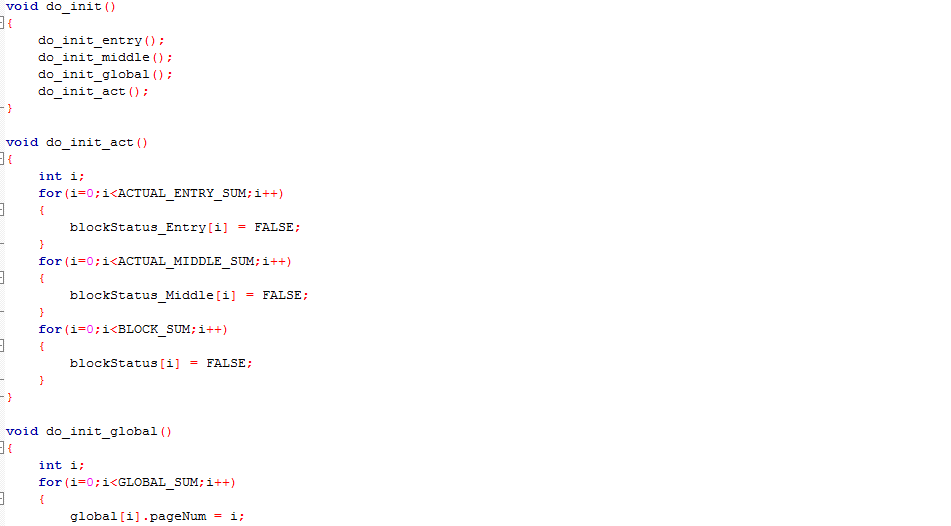 void do_init()
{
    do_init_entry();
    do_init_middle();
    do_init_global();
    do_init_act();
}
void do_init_act()
{
    int i;
    for(i=0;i<ACTUAL_ENTRY_SUM;i++)
    {
        blockStatus_Entry[i] = FALSE;
    }
    for(i=0;i<ACTUAL_MIDDLE_SUM;i++)
    {
        blockStatus_Middle[i] = FALSE;
    }
    for(i=0;i<BLOCK_SUM;i++)
    {
        blockStatus[i] = FALSE;
    }
}
void do_init_global()
{
    int i;
    for(i=0;i<GLOBAL_SUM;i++)
    {
        global[i].pageNum = i;